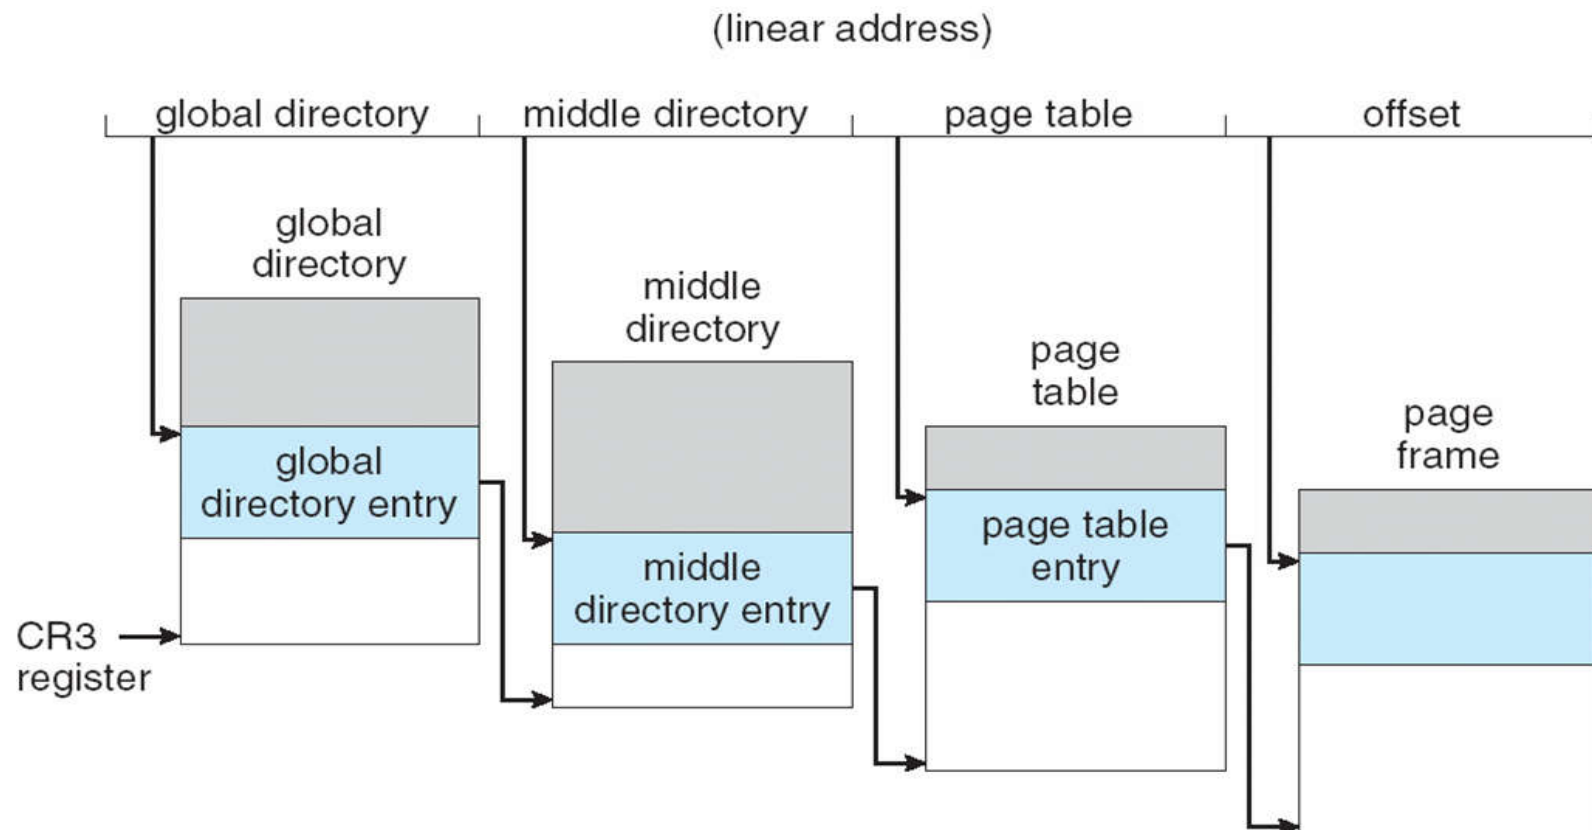 (linear address)
global directory
middle directory
page table
offset
global
directory
global
directory entry
CR3
register
middle
directory
middle
directory entry
page
table
page table
entry
page
frame